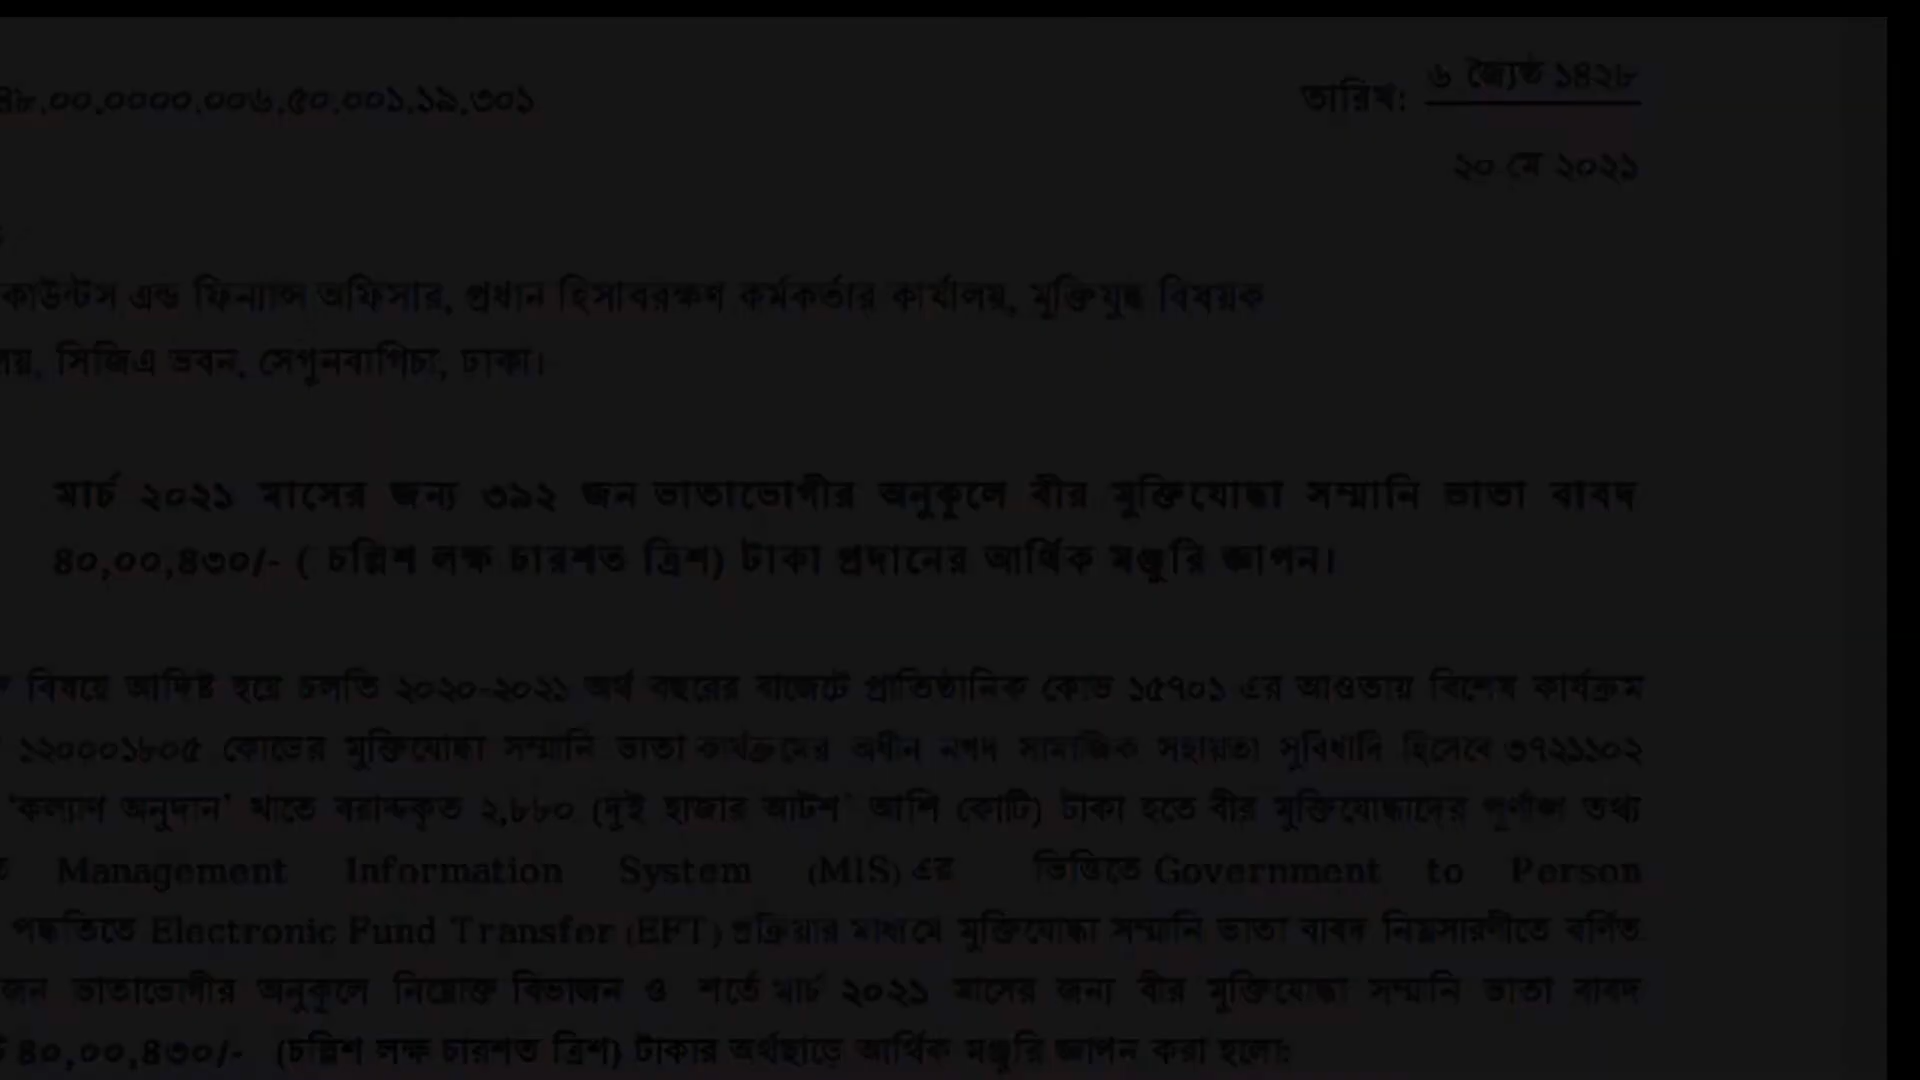 ৪৮.০০.০০০০.০০৬.৫০.০০১.১৯.৩০১
তারিখ: ৬ জ্যৈষ্ঠ ১৪২৮
২০ মে ২০২১
কাউন্টস এন্ড ফিন্যান্স অফিসার, প্রধান হিসাবরক্ষণ কর্মকর্তার কার্যালয়, মুক্তিযুদ্ধ বিষয়ক
লয়, সিজিএ ভবন, সেগুনবাগিচা, ঢাকা।
মার্চ ২০২১ মাসের জন্য ৩৯২ জন ভাতাভোগীর অনুকূলে বীর মুক্তিযোদ্ধা সম্মানি ভাতা বাবদ
৪০,০০,৪৩০/- ( চল্লিশ লক্ষ চারশত ত্রিশ) টাকা প্রদানের আর্থিক মঞ্জুরি জ্ঞাপন।
বিষয়ে আদিষ্ট হয়ে চলতি ২০২০-২০২১ অর্থ বছরের বাজেটে প্রাতিষ্ঠানিক কোড ১৫৭০১ এর আওতায় বিশেষ কার্যক্রম
১২০০০১৮০৫ কোডের মুক্তিযোদ্ধা সম্মানি ভাতা কার্যক্রমের অধীন নগদ সামাজিক সহায়তা সুবিধাদি হিসেবে ৩৭২১১০২
'কল্যাণ অনুদান' খাতে বরাদ্দকৃত ২,৮৮০ (দুই হাজার আটশ' আশি কোটি) টাকা হতে বীর মুক্তিযোদ্ধাদের পূর্ণাঙ্গ তথ্য
Management Information System (MIS) এর ভিত্তিতে Government to Person
পদ্ধতিতে Electronic Fund Transfer (EFT) প্রক্রিয়ার মাধ্যমে মুক্তিযোদ্ধা সম্মানি ভাতা বাবদ নিম্নসারণীতে বর্ণিত
জন ভাতাভোগীর অনুকূলে নিম্নোক্ত বিভাজন ও শর্তে মার্চ ২০২১ মাসের জন্য বীর মুক্তিযোদ্ধা সম্মানি ভাতা বাবদ
৪০,০০,৪৩০/- (চল্লিশ লক্ষ চারশত ত্রিশ) টাকার অর্থছাড়ে আর্থিক মঞ্জুরি জ্ঞাপন করা হলো: